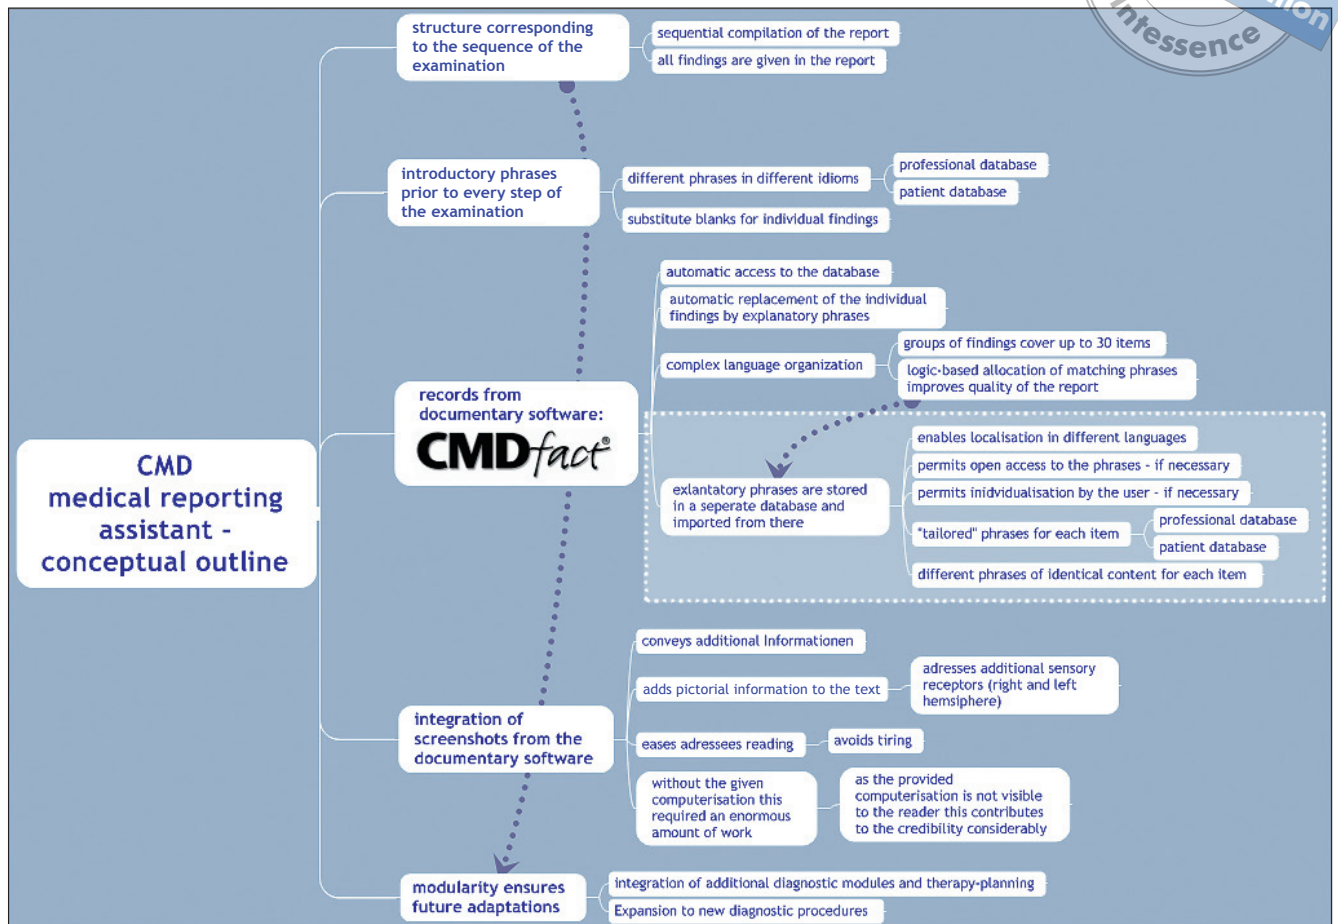 structure corresponding
to the sequence of the
examination
sequential compilation of the report
all findings are given in the report
introductory phrases
prior to every step of
the examination
different phrases in different idioms
professional database
patient database
substitute blanks for individual findings
CMD
medical reporting
assistant -
conceptual outline
records from
documentary software:
CMDfact®
automatic access to the database
automatic replacement of the individual
findings by explanatory phrases
complex language organization
groups of findings cover up to 30 items
logic-based allocation of matching phrases
improves quality of the report
exlantatory phrases are stored
in a seperate database and
imported from there
enables localisation in different languages
permits open access to the phrases - if necessary
permits inidvidualisation by the user - if necessary
"tailored" phrases for each item
professional database
patient database
different phrases of identical content for each item
integration of
screenshots from the
documentary software
conveys additional Informationen
adds pictorial information to the text
adresses additional sensory
receptors (right and left
hemsiphere)
eases adressees reading
avoids tiring
without the given
computerisation this
required an enormous
amount of work
as the provided
computerisation is not visible
to the reader this contributes
to the credibility considerably
modularity ensures
future adaptations
integration of additional diagnostic modules and therapy-planning
Expansion to new diagnostic procedures